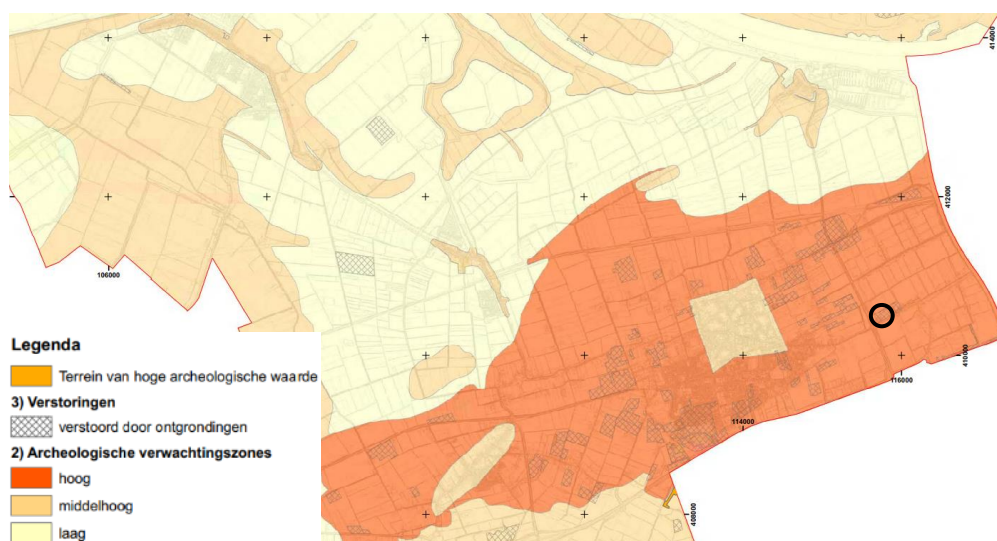 414000
412000
106000
410000
116000
114000
408000
Legenda
Terrein van hoge archeologische waarde
3) Verstoringen
verstoord door ontgrondingen
2) Archeologische verwachtingszones
hoog
middelhoog
laag